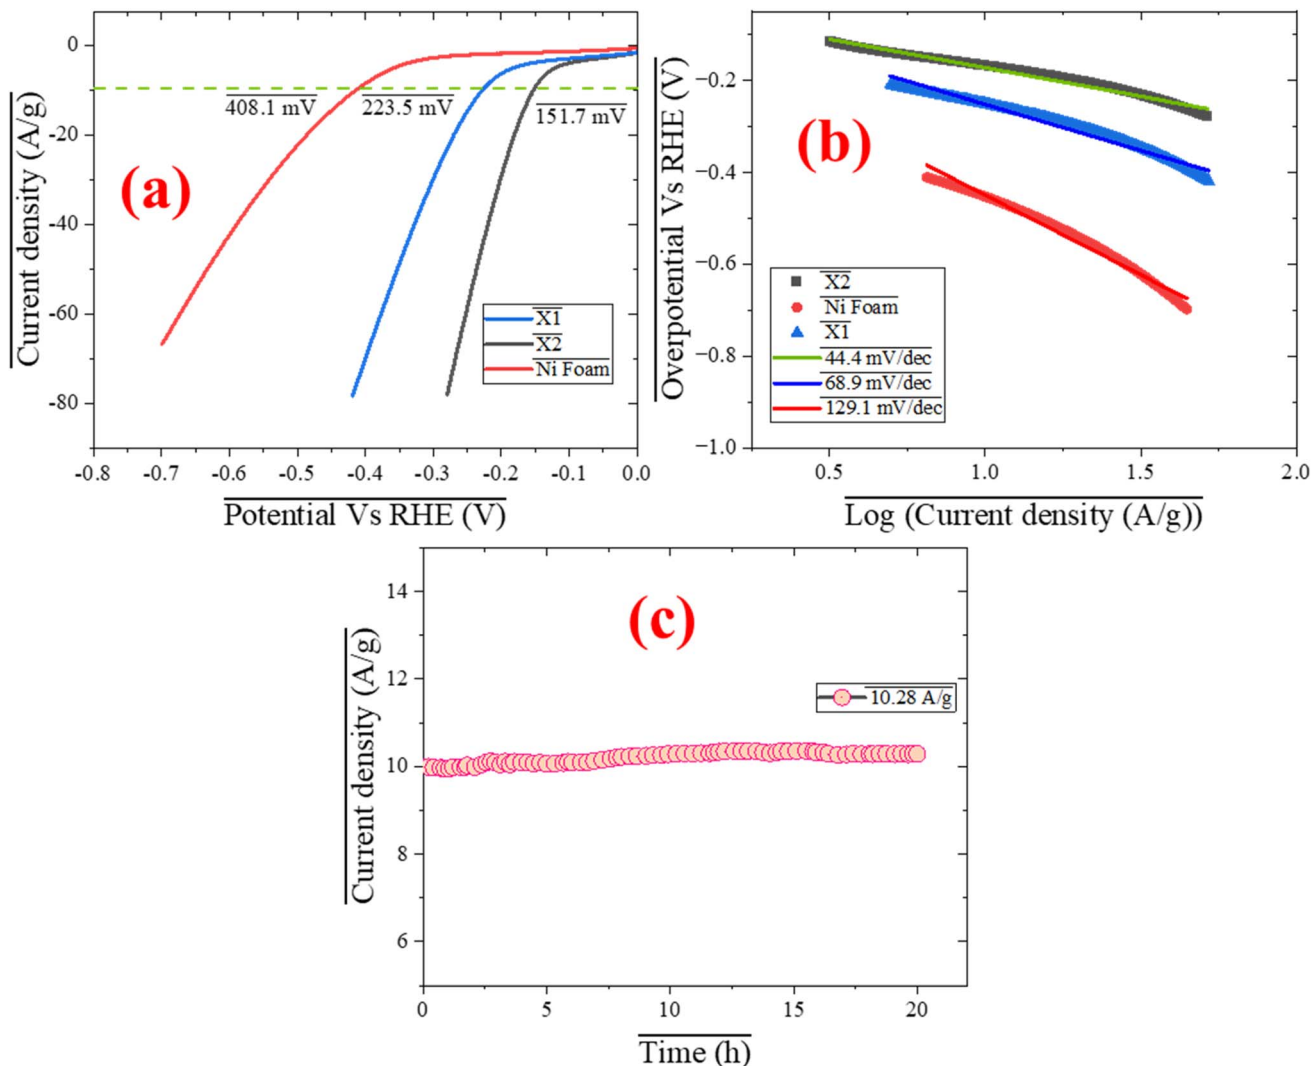 (a)
Current density (A/g)
0
-20
-40
-60
-80
408.1 mV
223.5 mV
151.7 mV
X1
X2
Ni Foam
-0.8
-0.7
-0.6
-0.5
-0.4
-0.3
-0.2
-0.1
0.0
Potential Vs RHE (V)
(b)
Overpotential Vs RHE (V)
−0.2
−0.4
−0.6
−0.8
−1.0
X2
Ni Foam
X1
44.4 mV/dec
68.9 mV/dec
129.1 mV/dec
0.5
1.0
1.5
2.0
Log (Current density (A/g))
(c)
Current density (A/g)
14
12
10
8
6
10.28 A/g
0
5
10
15
20
Time (h)